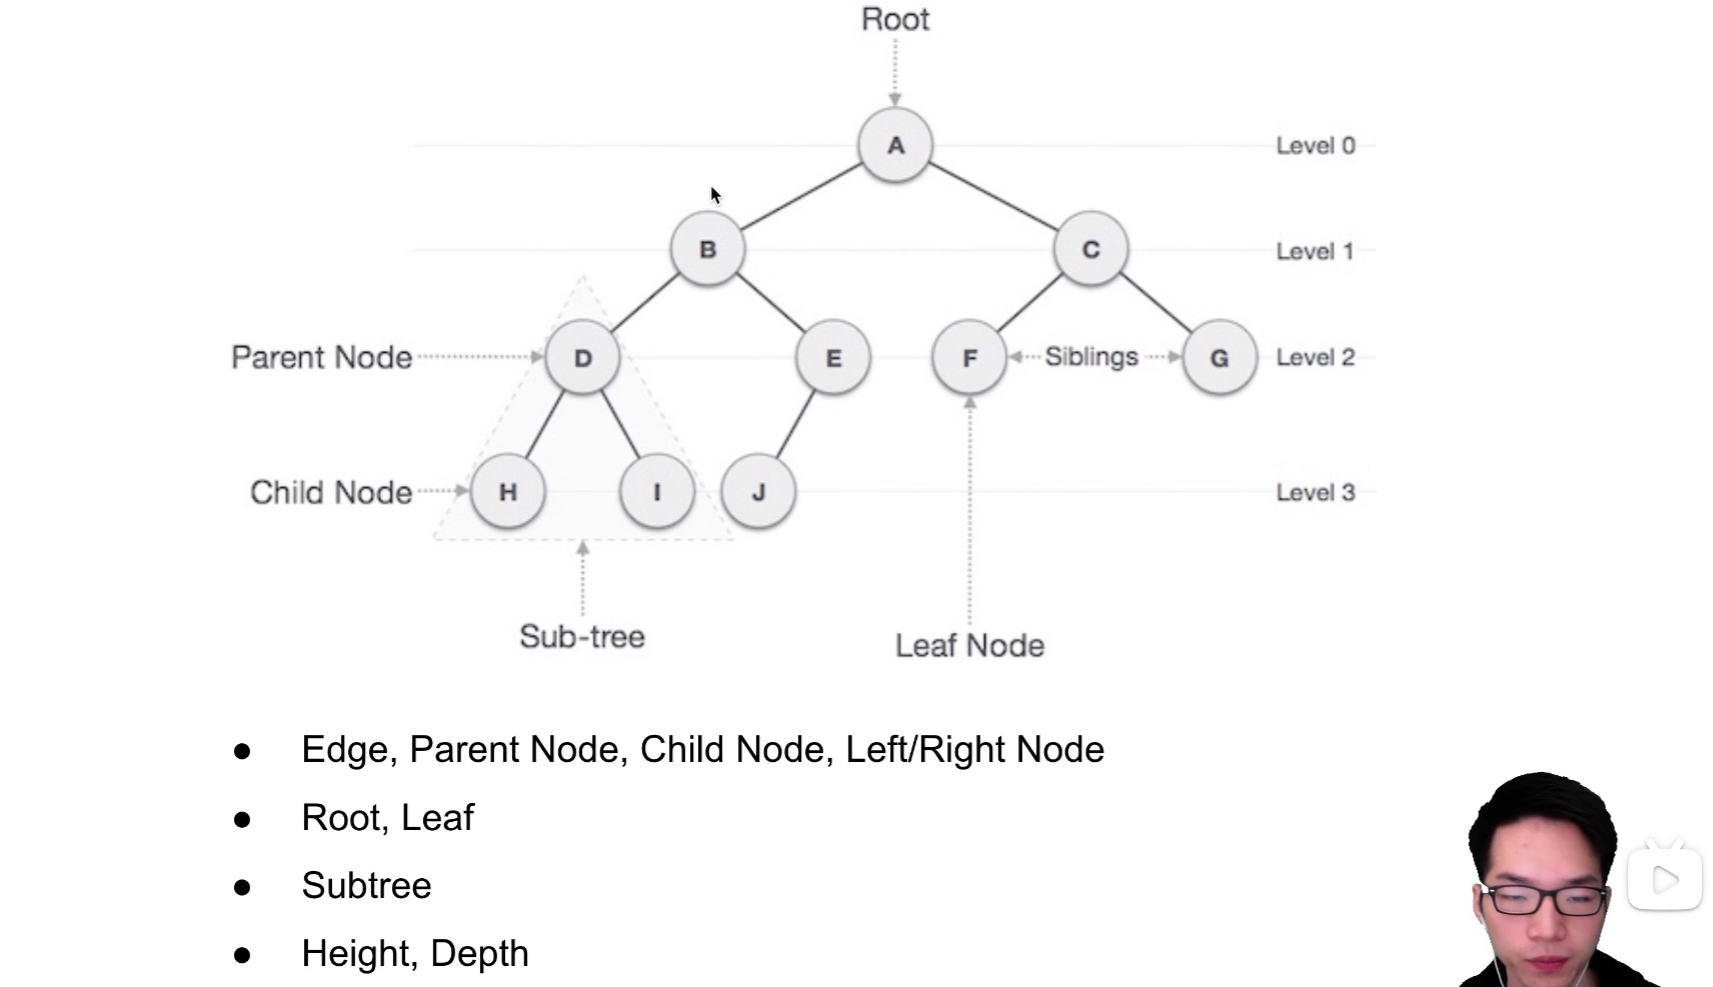 Root
A
Level 0
B
C
Level 1
Parent Node
D
E
F
Siblings
G
Level 2
Child Node
H
I
J
Level 3
Sub-tree
Leaf Node
● Edge, Parent Node, Child Node, Left/Right Node
● Root, Leaf
● Subtree
● Height, Depth